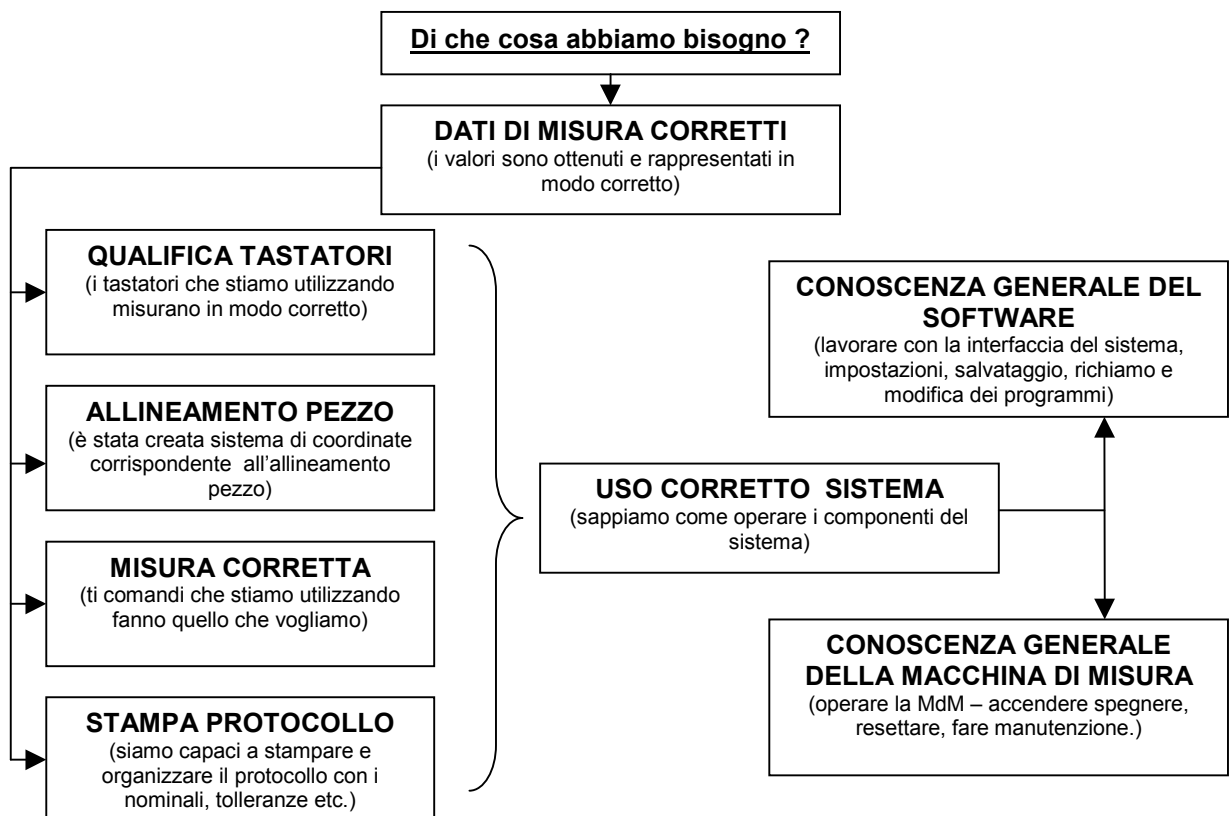 Di che cosa abbiamo bisogno ?
DATI DI MISURA CORRETTI
(i valori sono ottenuti e rappresentati in
modo corretto)
QUALIFICA TASTATORI
(i tastatori che stiamo utilizzando
misurano in modo corretto)
ALLINEAMENTO PEZZO
(è stata creata sistema di coordinate
corrispondente all'allineamento
pezzo)
MISURA CORRETTA
(ti comandi che stiamo utilizzando
fanno quello che vogliamo)
STAMPA PROTOCOLLO
(siamo capaci a stampare e
organizzare il protocollo con i
nominali, tolleranze etc.)
USO CORRETTO SISTEMA
(sappiamo come operare i componenti del
sistema)
CONOSCENZA GENERALE DEL
SOFTWARE
(lavorare con la interfaccia del sistema,
impostazioni, salvataggio, richiamo e
modifica dei programmi)
CONOSCENZA GENERALE
DELLA MACCHINA DI MISURA
(operare la MdM – accendere spegnere,
resettare, fare manutenzione.)